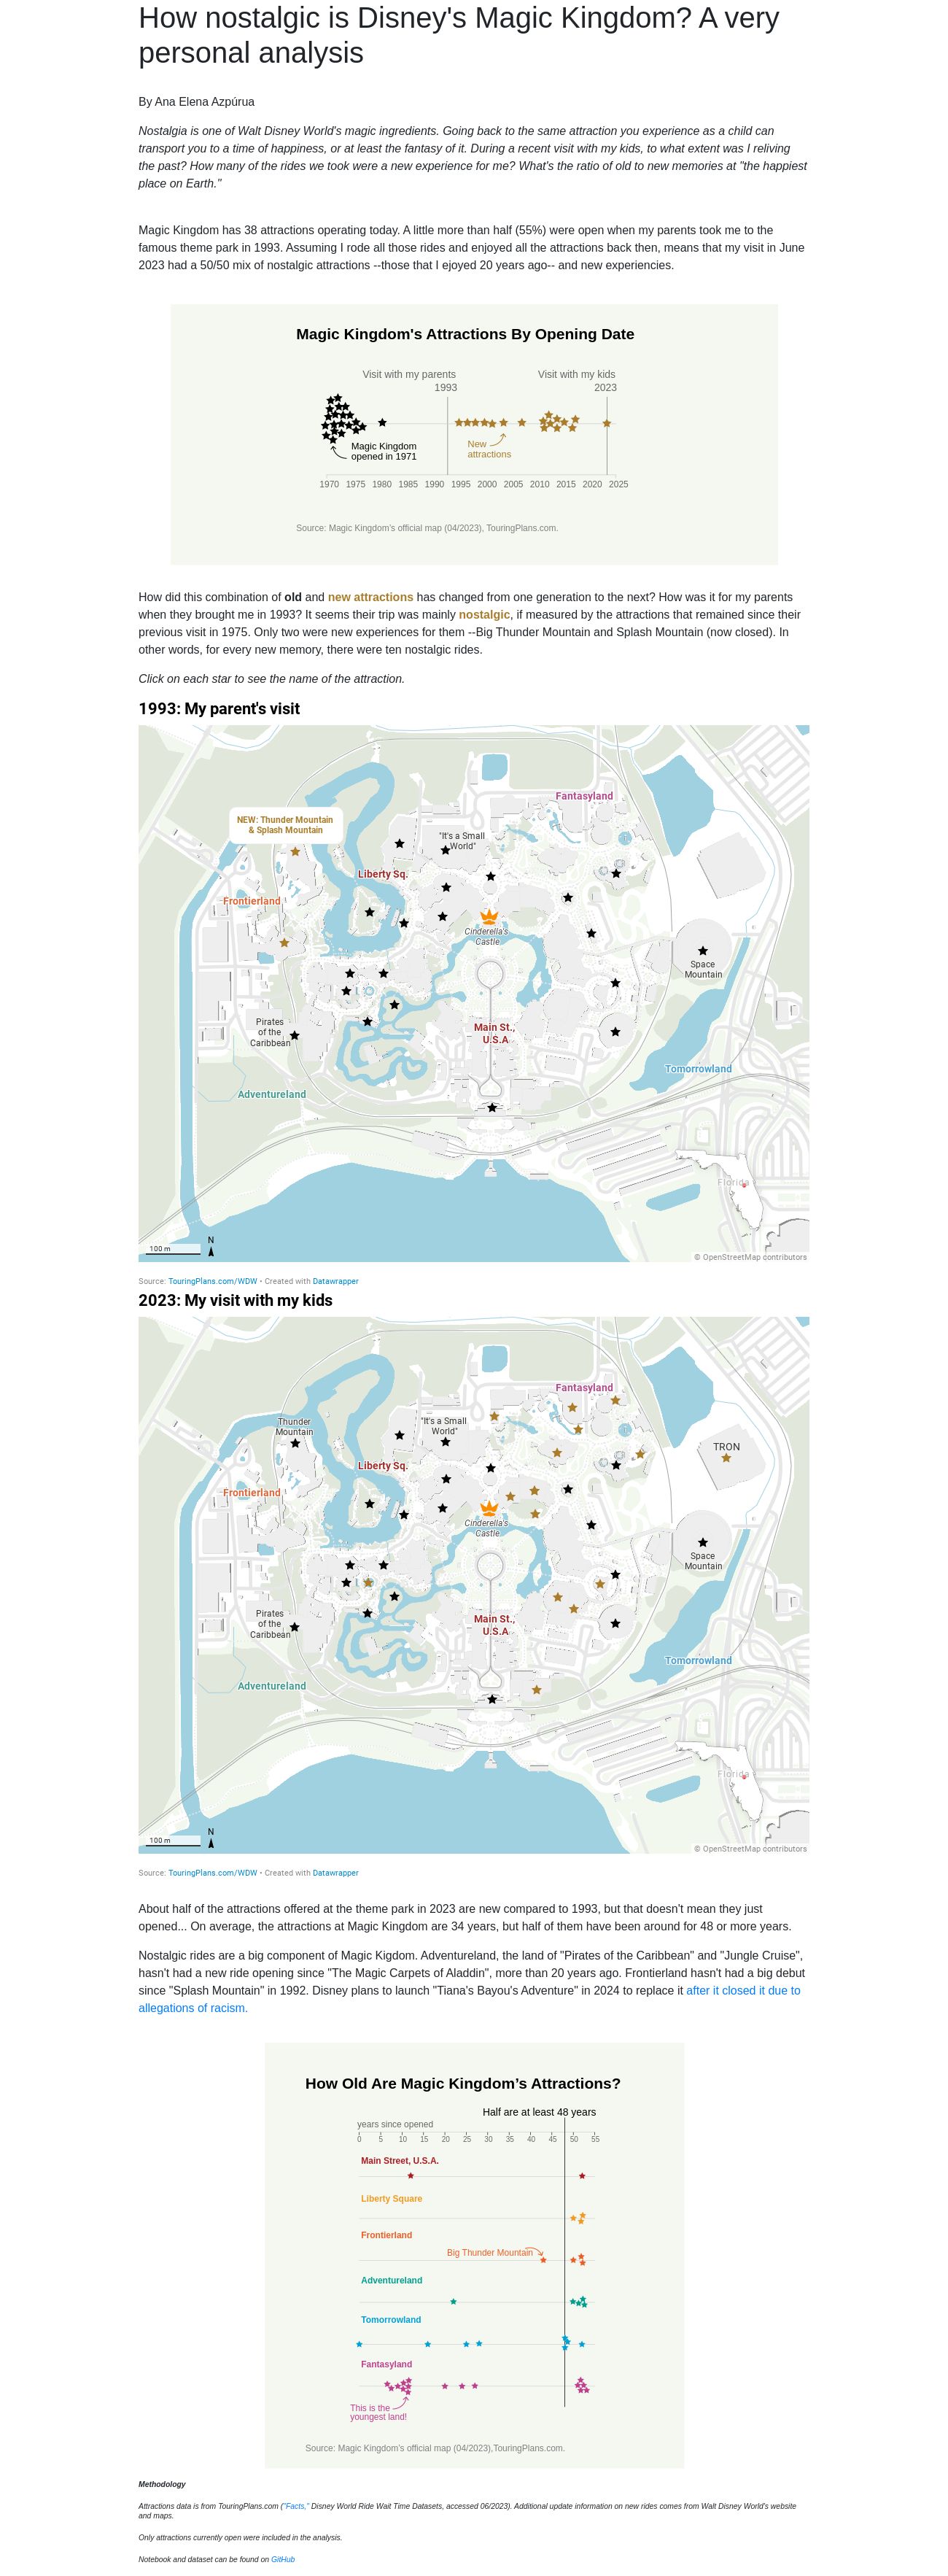 How nostalgic is Disney's Magic Kingdom? A very
personal analysis
By Ana Elena Azpúrua
Nostalgia is one of Walt Disney World's magic ingredients. Going back to the same attraction you experience as a child can
transport you to a time of happiness, or at least the fantasy of it. During a recent visit with my kids, to what extent was I reliving
the past? How many of the rides we took were a new experience for me? What's the ratio of old to new memories at "the happiest
place on Earth."
Magic Kingdom has 38 attractions operating today. A little more than half (55%) were open when my parents took me to the
famous theme park in 1993. Assuming I rode all those rides and enjoyed all the attractions back then, means that my visit in June
2023 had a 50/50 mix of nostalgic attractions --those that I ejoyed 20 years ago-- and new experiencies.
Magic Kingdom's Attractions By Opening Date
Visit with my parents
1993
Visit with my kids
2023
Magic Kingdom
opened in 1971
New
attractions
1970 1975 1980 1985 1990 1995 2000 2005 2010 2015 2020 2025
Source: Magic Kingdom's official map (04/2023), TouringPlans.com.
How did this combination of old and new attractions has changed from one generation to the next? How was it for my parents
when they brought me in 1993? It seems their trip was mainly nostalgic, if measured by the attractions that remained since their
previous visit in 1975. Only two were new experiences for them --Big Thunder Mountain and Splash Mountain (now closed). In
other words, for every new memory, there were ten nostalgic rides.
Click on each star to see the name of the attraction.
1993: My parent's visit
Fantasyland
NEW: Thunder Mountain
& Splash Mountain
"It's a Small
World"
Liberty Sq.
Frontierland
Cinderella's
Castle
Space
Mountain
Pirates
of the
Caribbean
Main St.,
U.S.A
Tomorrowland
Adventureland
Florida
N
100 m
© OpenStreetMap contributors
Source: TouringPlans.com/WDW • Created with Datawrapper
2023: My visit with my kids
Fantasyland
Thunder
Mountain
"It's a Small
World"
TRON
Liberty Sq.
Frontierland
Cinderella's
Castle
Space
Mountain
Pirates
of the
Caribbean
Main St.,
U.S.A
Tomorrowland
Adventureland
Florida
N
100 m
© OpenStreetMap contributors
Source: TouringPlans.com/WDW • Created with Datawrapper
About half of the attractions offered at the theme park in 2023 are new compared to 1993, but that doesn't mean they just
opened... On average, the attractions at Magic Kingdom are 34 years, but half of them have been around for 48 or more years.
Nostalgic rides are a big component of Magic Kigdom. Adventureland, the land of "Pirates of the Caribbean" and "Jungle Cruise",
hasn't had a new ride opening since "The Magic Carpets of Aladdin", more than 20 years ago. Frontierland hasn't had a big debut
since "Splash Mountain" in 1992. Disney plans to launch "Tiana's Bayou's Adventure" in 2024 to replace it after it closed it due to
allegations of racism.
How Old Are Magic Kingdom's Attractions?
Half are at least 48 years
years since opened
0 5 10 15 20 25 30 35 40 45 50 55
Main Street, U.S.A.
Liberty Square
Frontierland
Big Thunder Mountain
Adventureland
Tomorrowland
Fantasyland
This is the
youngest land!
Source: Magic Kingdom's official map (04/2023),TouringPlans.com.
Methodology
Attractions data is from TouringPlans.com ("Facts," Disney World Ride Wait Time Datasets, accessed 06/2023). Additional update information on new rides comes from Walt Disney World's website
and maps.
Only attractions currently open were included in the analysis.
Notebook and dataset can be found on GitHub